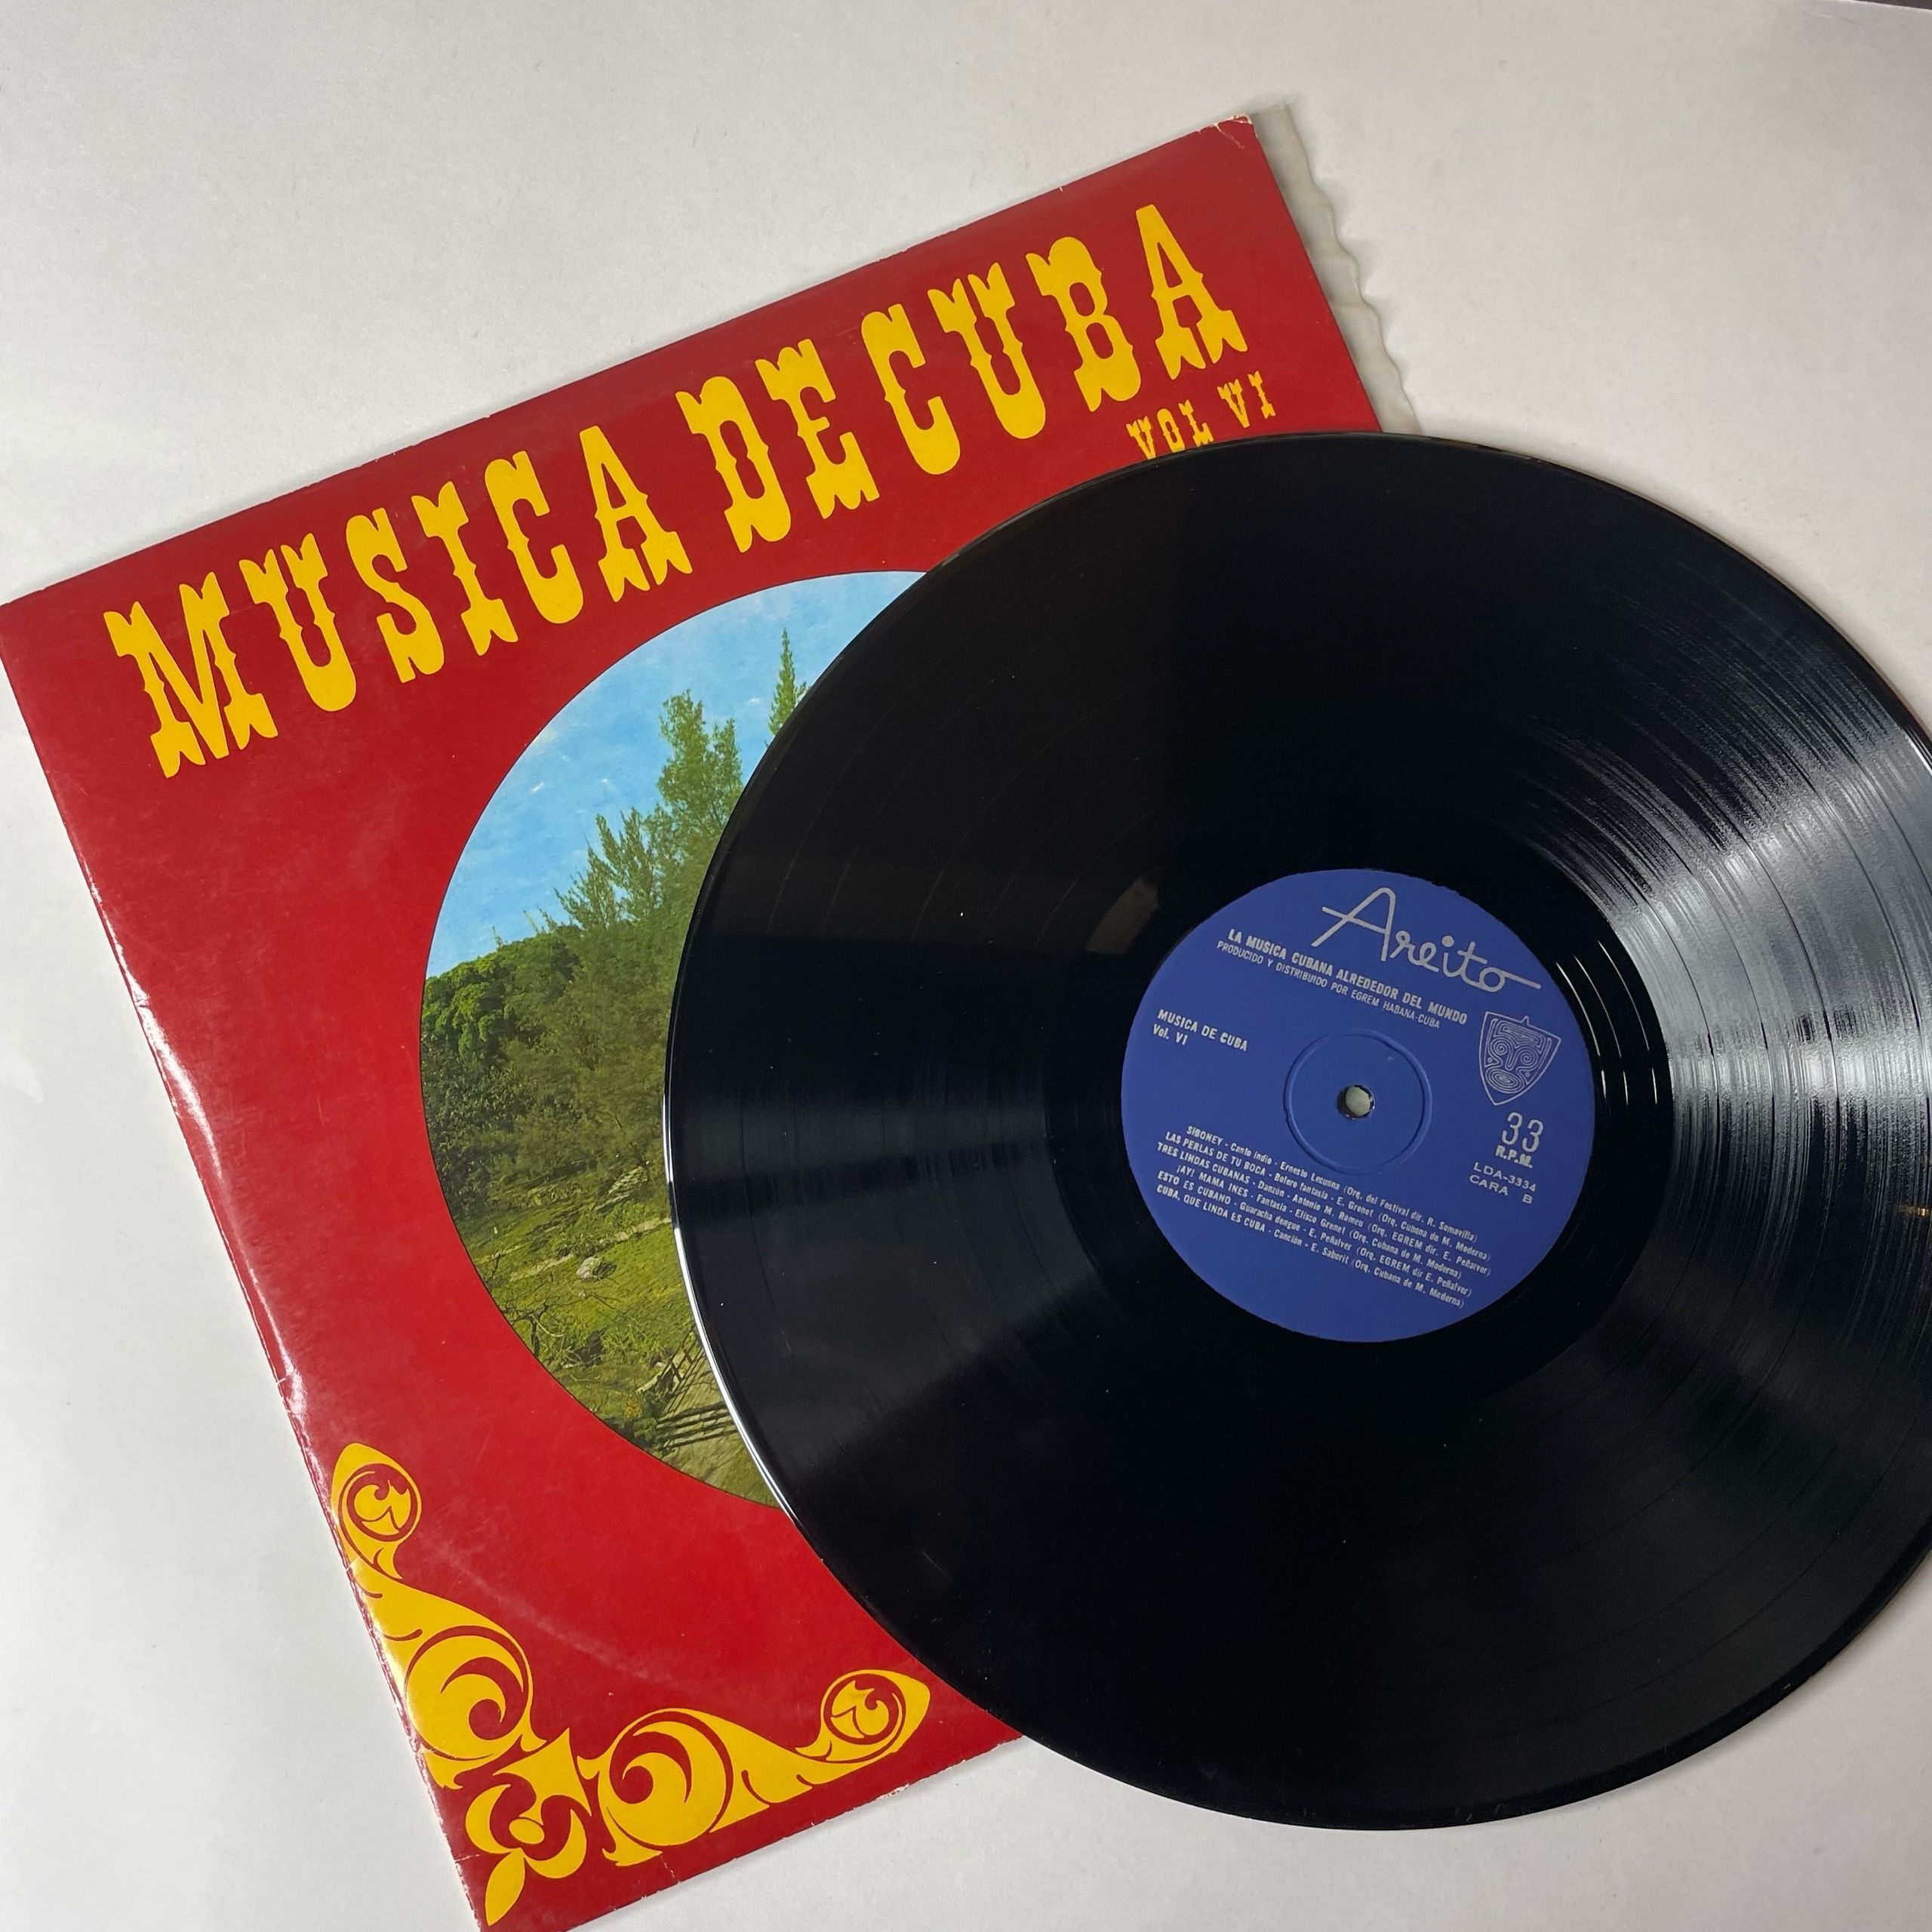 MUSICA DE CUBA
VOL VI
Areito
LA MUSICA CUBANA ALREDEDOR DEL MUNDO
PRODUCIDO Y DISTRIBUIDO POR EGREM HABANA-CUBA
MUSICA DE CUBA
Vol. VI
33
R.P.M.
LDA-3334
CARA B
SIBONEY - Canto indio - Ernesto Lecuona (Orq. del Festival dir. R. Somavilla)
LAS PERLAS DE TU BOCA - Bolero fantasia - E. Grenet (Orq. Cubana de M. Moderna)
TRES LINDAS CUBANAS - Danzón - Antonio M. Romeu (Orq. EGREM dir. E. Peñalver)
¡AY! MAMA INES - Fantasia - Eliseo Grenet (Orq. Cubana de M. Moderna)
ESTO ES CUBANO - Guaracha dengue - E. Peñalver (Orq. EGREM dir E. Peñalver)
CUBA, QUE LINDA ES CUBA - Canción - E. Saborit (Orq. Cubana de M. Moderna)